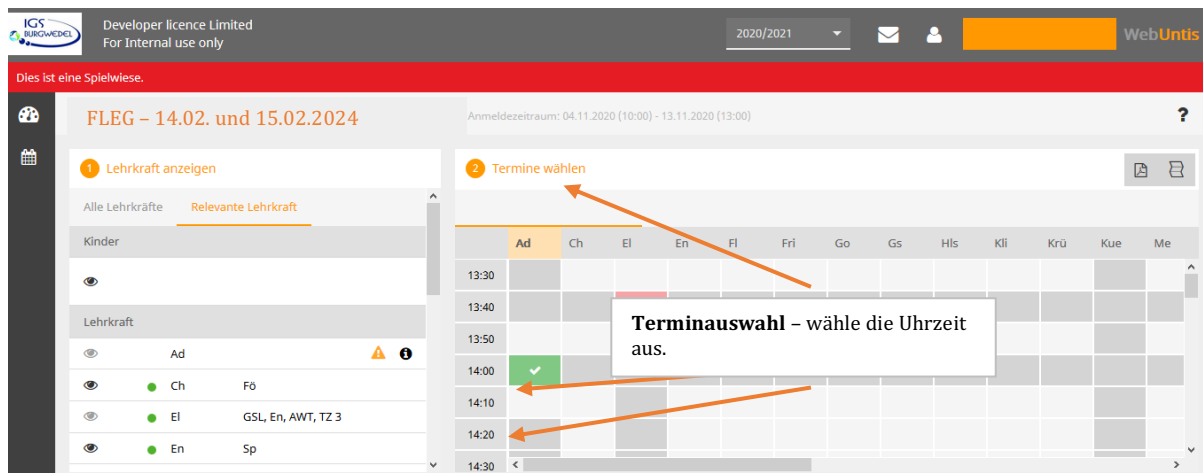 IGS
BURGWEDEL
Developer licence Limited
For Internal use only
2020/2021
WebUntis
Dies ist eine Spielwiese.
FLEG – 14.02. und 15.02.2024
Anmeldezeitraum: 04.11.2020 (10:00) - 13.11.2020 (13:00)
?
1 Lehrkraft anzeigen
Alle Lehrkräfte Relevante Lehrkraft
Kinder
Lehrkraft
Ad
Ch Fö
El GSL, En, AWT, TZ 3
En Sp
2 Termine wählen
Ad Ch El En Fl Fri Go Gs Hls Kli Krü Kue Me
13:30
13:40
13:50
14:00
14:10
14:20
14:30
Terminauswahl – wähle die Uhrzeit
aus.